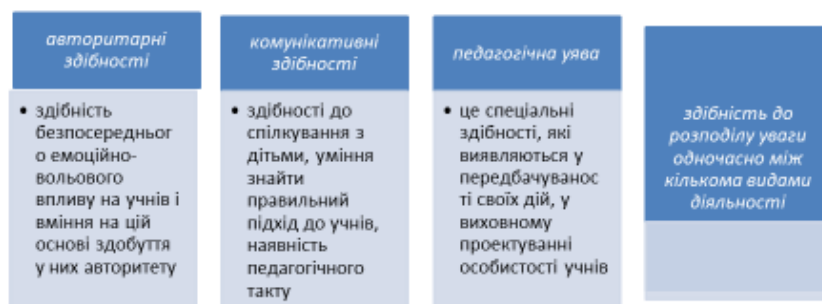 авторитарні
здібності
• здібність
безпосередньог
о емоційно-
вольового
впливу на учнів і
вміння на цій
основі здобуття
у них авторитету
комунікативні
здібності
• здібності до
спілкування з
дітьми, уміння
знайти
правильний
підхід до учнів,
наявність
педагогічного
такту
педагогічна уява
• це спеціальні
здібності, які
виявляються у
передбачуванос
ті своїх дій, у
виховному
проектуванні
особистості учнів
здібність до
розподілу уваги
одночасно між
кількома видами
діяльності